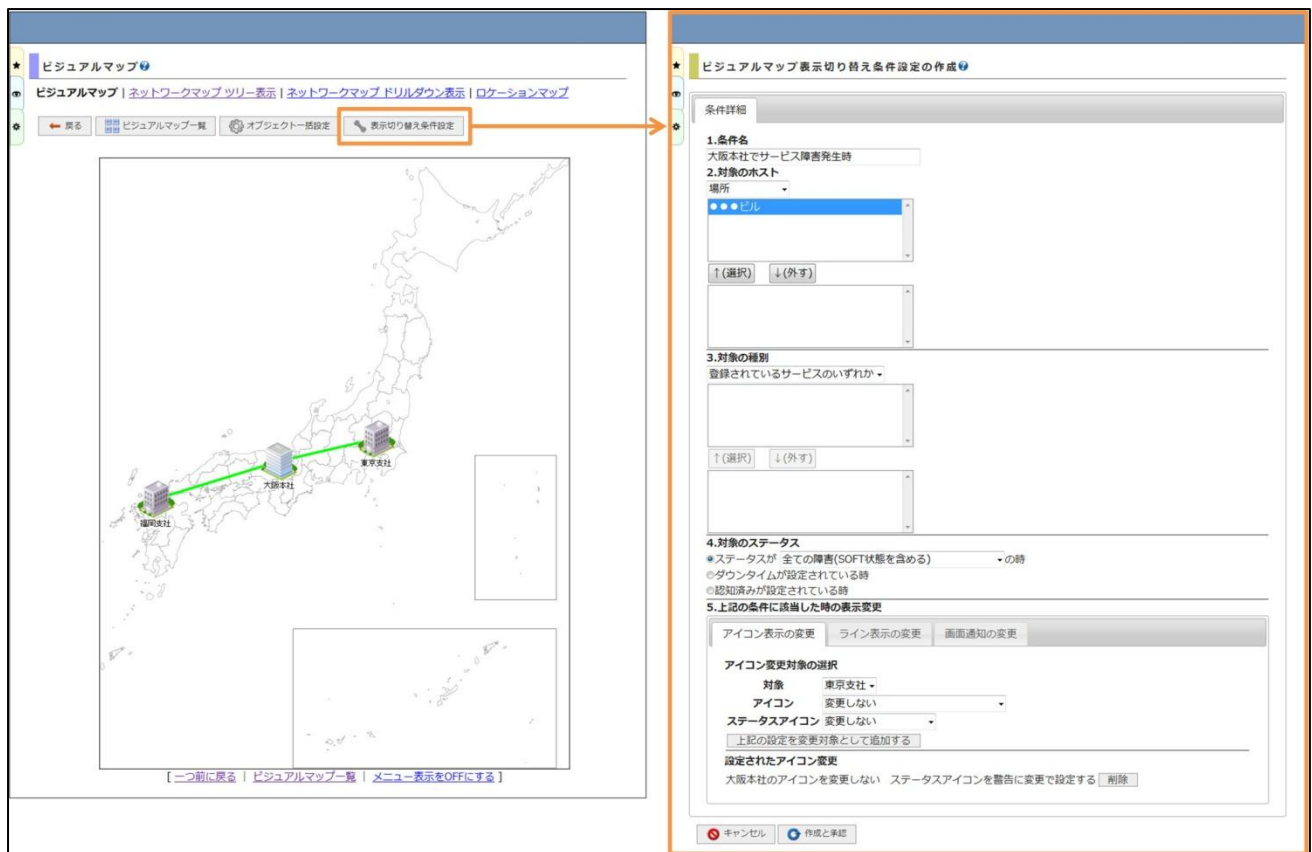 ビジュアルマップ
ビジュアルマップ | ネットワークマップ ツリー表示 | ネットワークマップ ドリルダウン表示 | ロケーションマップ
戻る ビジュアルマップ一覧 オブジェクト一括設定 表示切り替え条件設定
東京支社
大阪本社
福岡支社
[ 一つ前に戻る | ビジュアルマップ一覧 | メニュー表示をOFFにする ]
ビジュアルマップ表示切り替え条件設定の作成
条件詳細
1.条件名
大阪本社でサービス障害発生時
2.対象のホスト
場所
●●●ビル
↑(選択) ↓(外す)
3.対象の種別
登録されているサービスのいずれか
↑(選択) ↓(外す)
4.対象のステータス
ステータスが 全ての障害(SOFT状態を含める) の時
ダウンタイムが設定されている時
認知済みが設定されている時
5.上記の条件に該当した時の表示変更
アイコン表示の変更 ライン表示の変更 画面通知の変更
アイコン変更対象の選択
対象 東京支社
アイコン 変更しない
ステータスアイコン 変更しない
上記の設定を変更対象として追加する
設定されたアイコン変更
大阪本社のアイコンを変更しない ステータスアイコンを警告に変更で設定する 削除
キャンセル 作成と承認